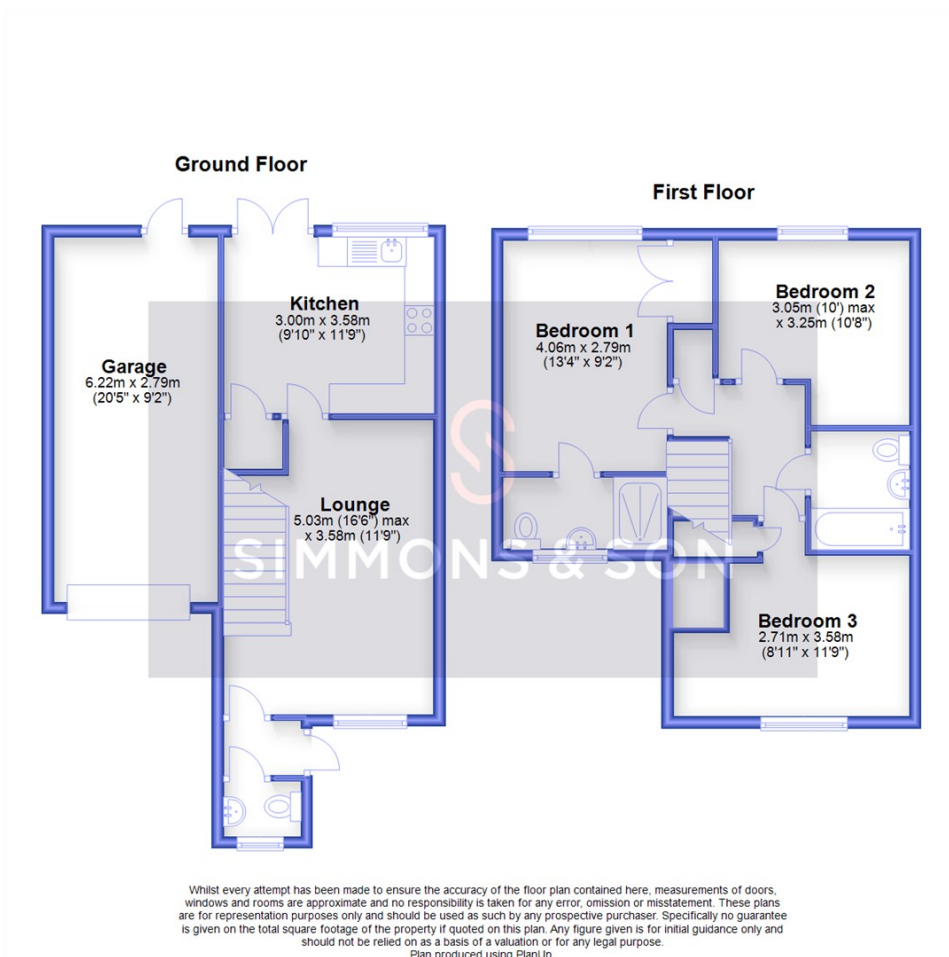 Ground Floor
First Floor
Kitchen
3.00m x 3.58m
(9'10" x 11'9")
Garage
6.22m x 2.79m
(20'5" x 9'2")
Lounge
5.03m (16'6") max
x 3.58m (11'9")
Bedroom 1
4.06m x 2.79m
(13'4" x 9'2")
Bedroom 2
3.05m (10') max
x 3.25m (10'8")
Bedroom 3
2.71m x 3.58m
(8'11" x 11'9")
SIMMONS & SON
Whilst every attempt has been made to ensure the accuracy of the floor plan contained here, measurements of doors,
windows and rooms are approximate and no responsibility is taken for any error, omission or misstatement. These plans
are for representation purposes only and should be used as such by any prospective purchaser. Specifically no guarantee
is given on the total square footage of the property if quoted on this plan. Any figure given is for initial guidance only and
should not be relied on as a basis of a valuation or for any legal purpose.
Plan produced using PlanUp.